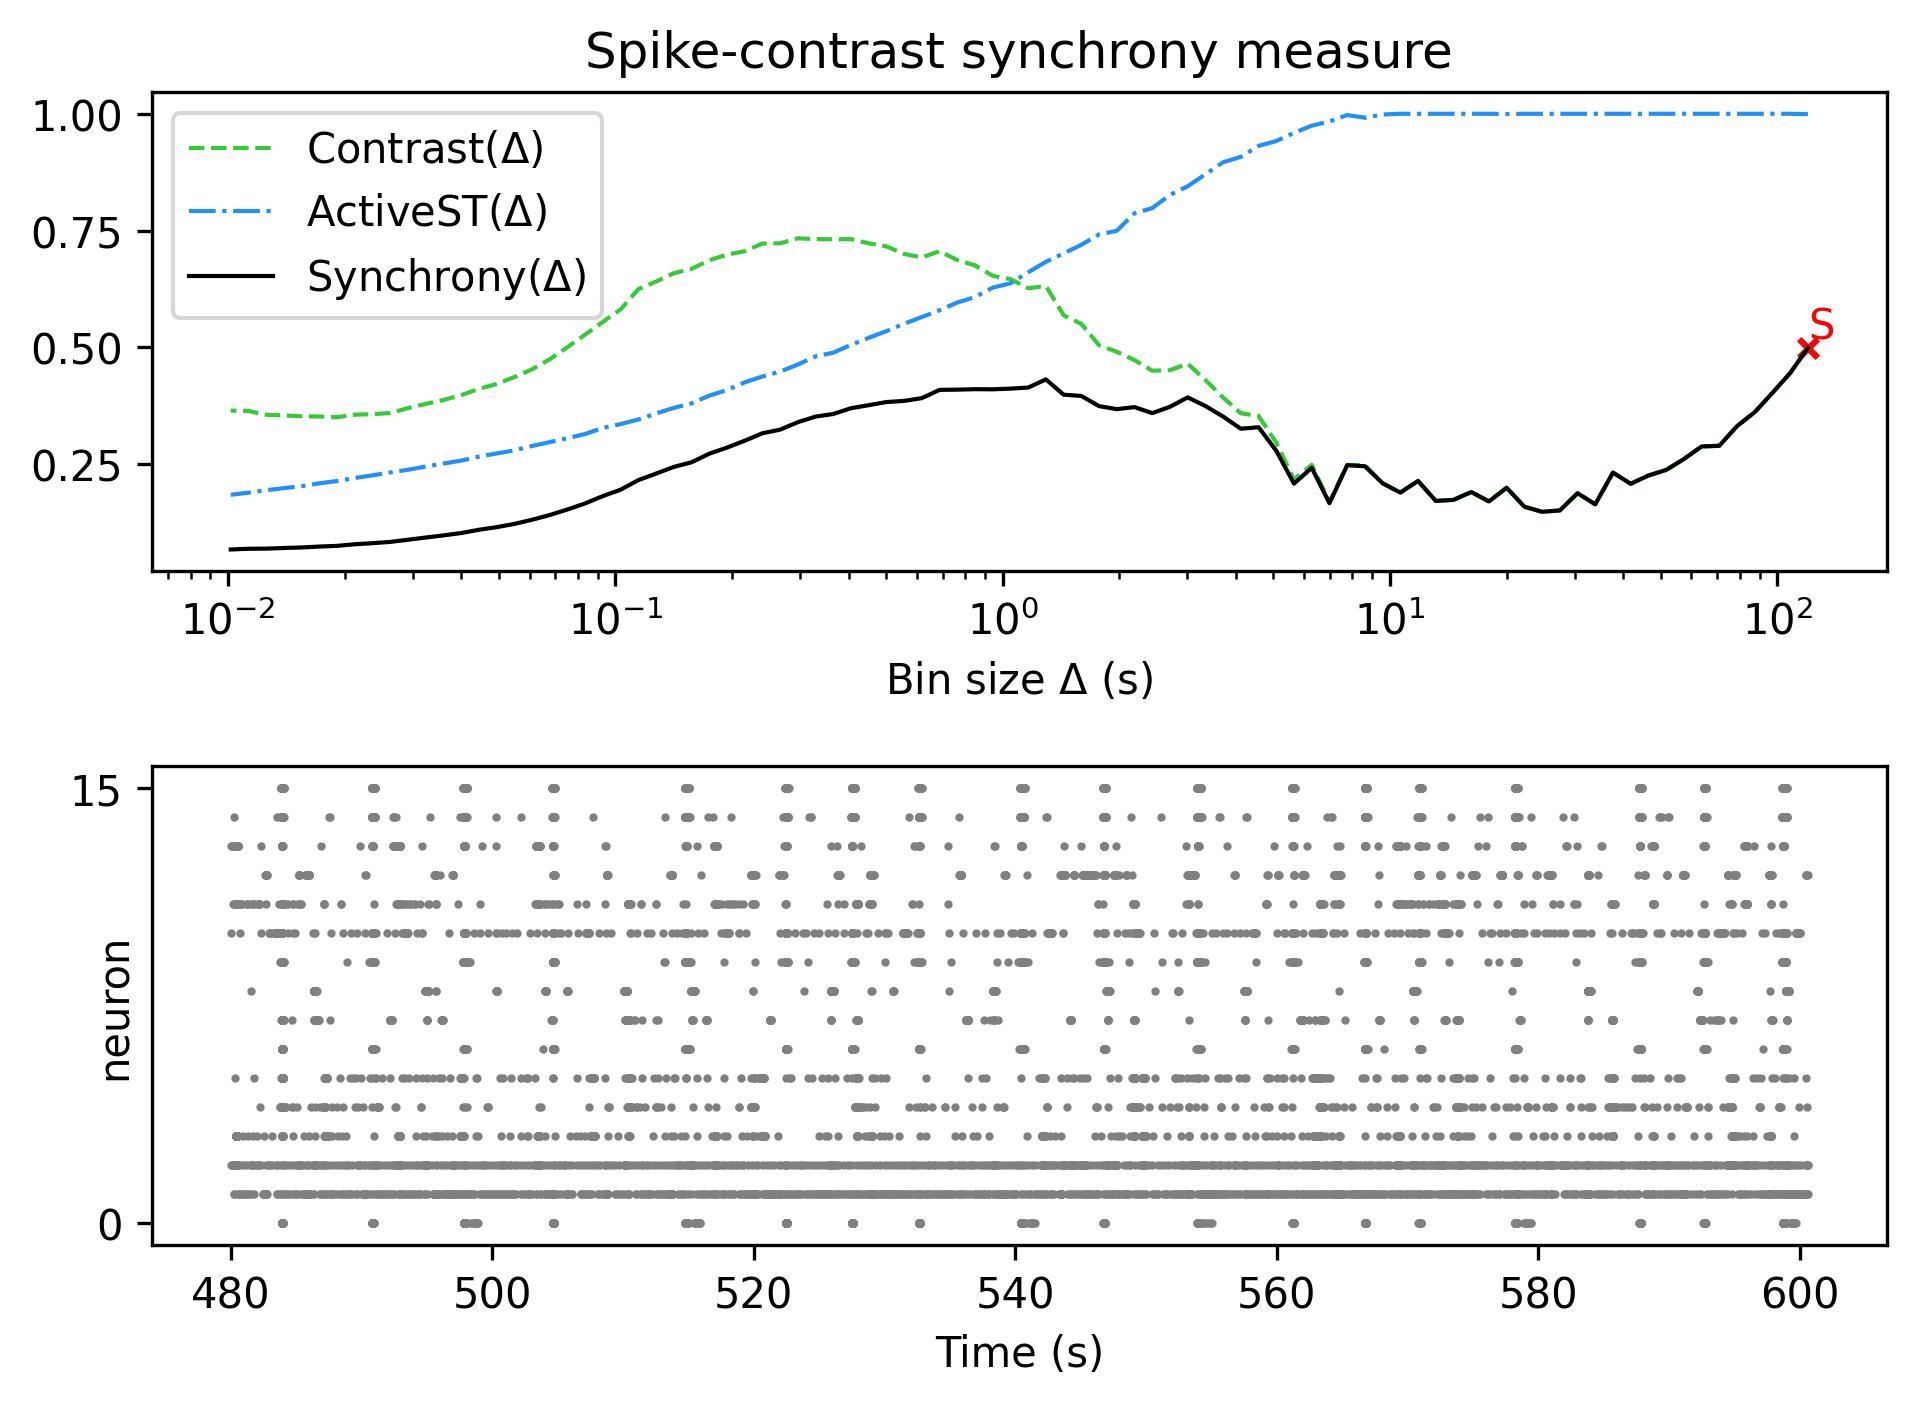 Spike-contrast synchrony measure
1.00
0.75
0.50
0.25
Contrast(Δ)
ActiveST(Δ)
Synchrony(Δ)
S
10⁻² 10⁻¹ 10⁰ 10¹ 10²
Bin size Δ (s)
15
0
neuron
480 500 520 540 560 580 600
Time (s)